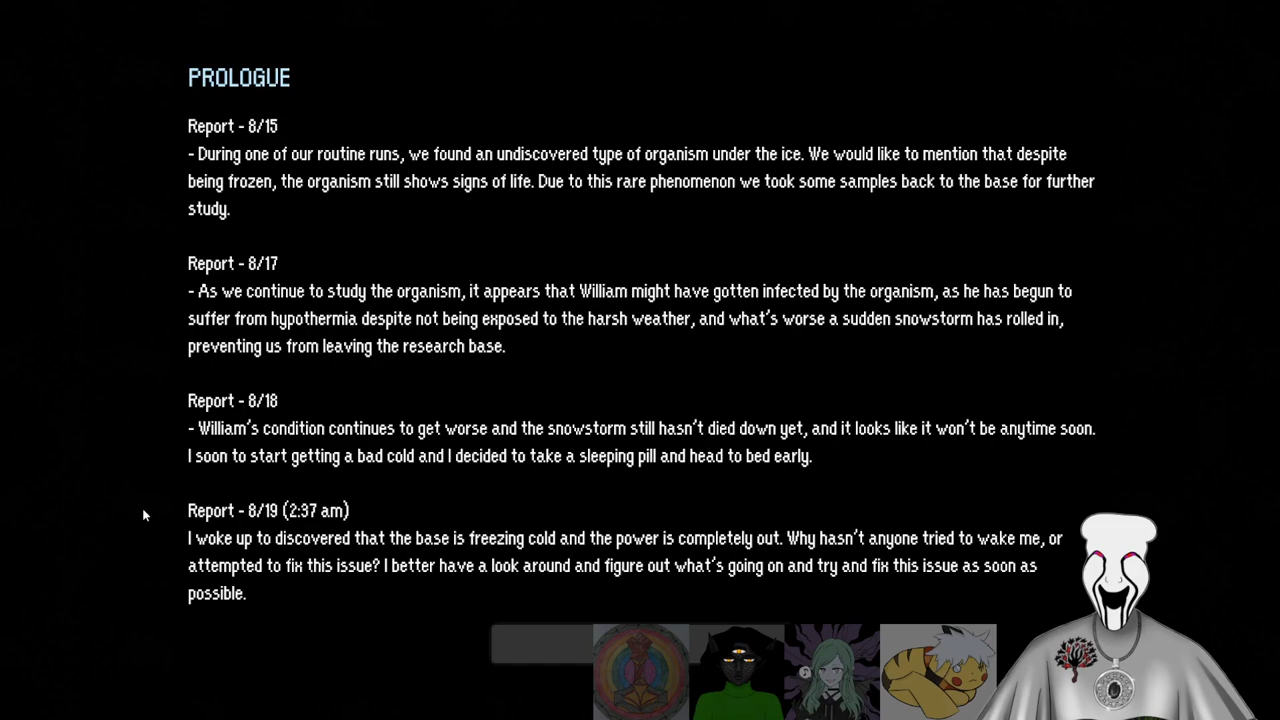 PROLOGUE
Report - 8/15
- During one of our routine runs, we found an undiscovered type of organism under the ice. We would like to mention that despite
being frozen, the organism still shows signs of life. Due to this rare phenomenon we took some samples back to the base for further
study.
Report - 8/17
- As we continue to study the organism, it appears that William might have gotten infected by the organism, as he has begun to
suffer from hypothermia despite not being exposed to the harsh weather, and what's worse a sudden snowstorm has rolled in,
preventing us from leaving the research base.
Report - 8/18
- William's condition continues to get worse and the snowstorm still hasn't died down yet, and it looks like it won't be anytime soon.
I soon to start getting a bad cold and I decided to take a sleeping pill and head to bed early.
Report - 8/19 (2:37 am)
I woke up to discovered that the base is freezing cold and the power is completely out. Why hasn't anyone tried to wake me, or
attempted to fix this issue? I better have a look around and figure out what's going on and try and fix this issue as soon as
possible.